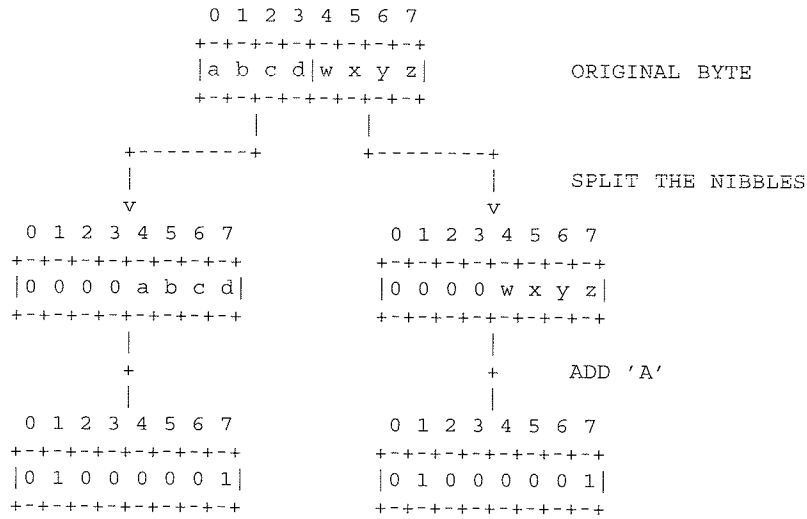 0 1 2 3 4 5 6 7
+-+-+-+-+-+-+-+-+
|a b c d|w x y z| ORIGINAL BYTE
+-+-+-+-+-+-+-+-+
| |
+--------+ +--------+
| | SPLIT THE NIBBLES
v v
0 1 2 3 4 5 6 7 0 1 2 3 4 5 6 7
+-+-+-+-+-+-+-+-+ +-+-+-+-+-+-+-+-+
|0 0 0 0 a b c d| |0 0 0 0 w x y z|
+-+-+-+-+-+-+-+-+ +-+-+-+-+-+-+-+-+
| |
+ + ADD 'A'
| |
0 1 2 3 4 5 6 7 0 1 2 3 4 5 6 7
+-+-+-+-+-+-+-+-+ +-+-+-+-+-+-+-+-+
|0 1 0 0 0 0 0 1| |0 1 0 0 0 0 0 1|
+-+-+-+-+-+-+-+-+ +-+-+-+-+-+-+-+-+